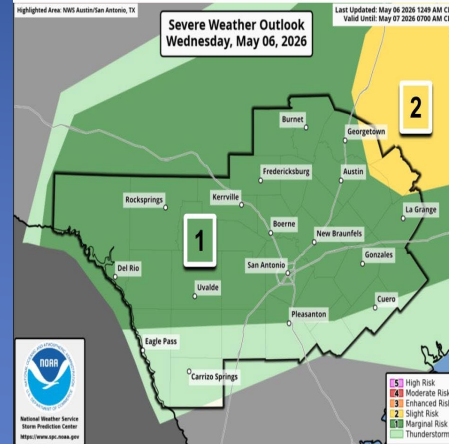 Highlighted Area: NWS Austin/San Antonio, TX
Severe Weather Outlook
Wednesday, May 06, 2026
Last Updated: May 06 2026 1249 AM
Valid Until: May 07 2026 0700 AM
2
Burnet
Georgetown
Fredericksburg
Austin
Rocksprings
Kerrville
La Grange
1
Boerne
New Braunfels
Del Rio
San Antonio
Gonzales
Uvalde
Cuero
Pleasanton
Eagle Pass
Carrizo Springs
NOAA
National Weather Service
Storm Prediction Center
https://www.spc.noaa.gov
5 High Risk
4 Moderate Risk
3 Enhanced Risk
2 Slight Risk
1 Marginal Risk
Thunderstorm